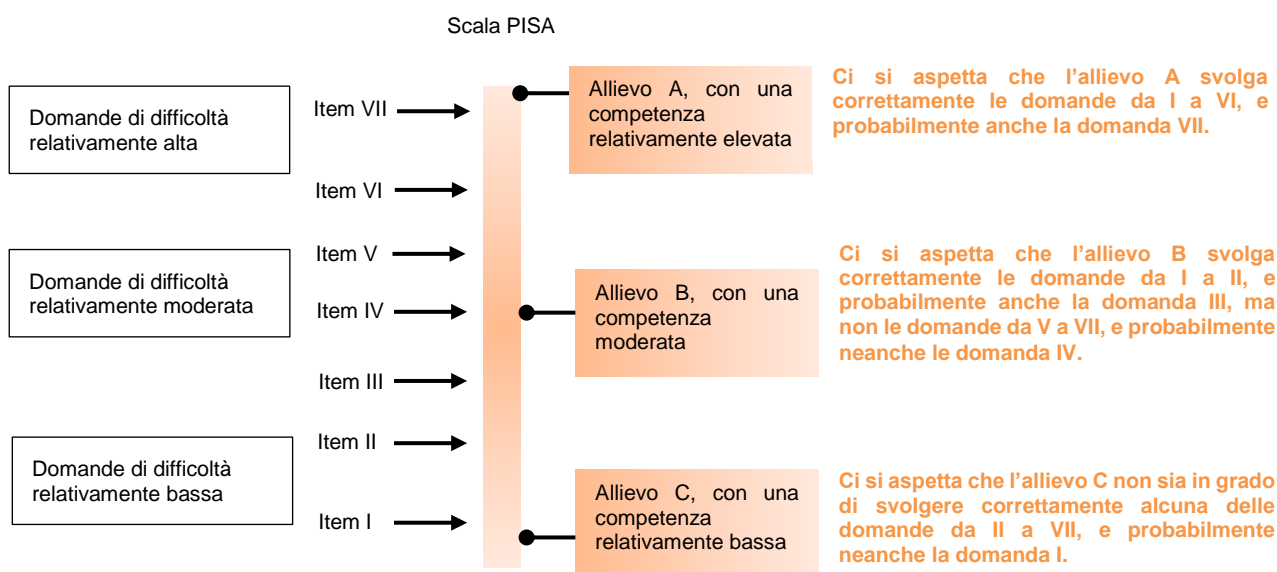 Scala PISA
Domande di difficoltà
relativamente alta
Item VII
Allievo A, con una
competenza
relativamente elevata
Ci si aspetta che l’allievo A svolga
correttamente le domande da I a VI, e
probabilmente anche la domanda VII.
Item VI
Domande di difficoltà
relativamente moderata
Item V
Item IV
Item III
Allievo B, con una
competenza
moderata
Ci si aspetta che l’allievo B svolga
correttamente le domande da I a II, e
probabilmente anche la domanda III, ma
non le domande da V a VII, e probabilmente
neanche le domanda IV.
Domande di difficoltà
relativamente bassa
Item II
Item I
Allievo C, con una
competenza
relativamente bassa
Ci si aspetta che l’allievo C non sia in grado
di svolgere correttamente alcuna delle
domande da II a VII, e probabilmente
neanche la domanda I.